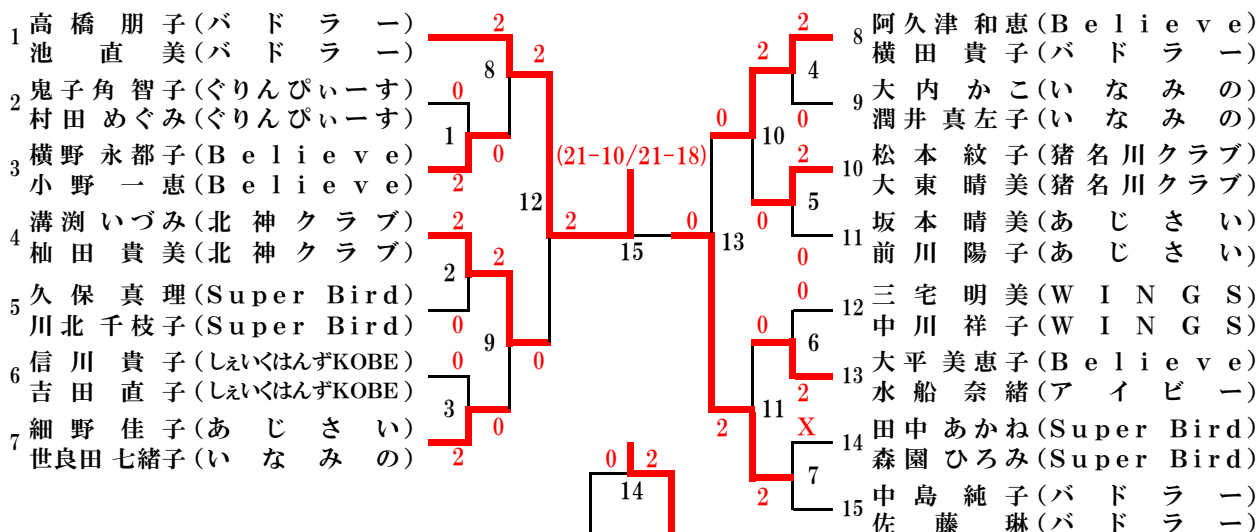 1
高橋 朋子(バドラー)
池 直美(バドラー)
2
鬼子角 智子(ぐりんぴぃーす)
村田 めぐみ(ぐりんぴぃーす)
3
横野 永都子(Believe)
小野 一恵(Believe)
4
溝渕 いづみ(北神クラブ)
杣田 貴美(北神クラブ)
5
久保 真理(Super Bird)
川北 千枝子(Super Bird)
6
信川 貴子(しぇいくはんずKOBE)
吉田 直子(しぇいくはんずKOBE)
7
細野 佳子(あじさい)
世良田 七緒子(いなみの)
2
8
2
0
1
0
2
12
2
2
2
0
9
0
0
3
0
2
(21-10/21-18)
2
15
0
0
2
14
2
2
4
0
0
10
2
5
0
0
13
0
0
6
2
11
2
X
7
2
8
阿久津 和恵(Believe)
横田 貴子(バドラー)
9
大内 かこ(いなみの)
潤井 真左子(いなみの)
10
松本 紋子(猪名川クラブ)
大東 晴美(猪名川クラブ)
11
坂本 晴美(あじさい)
前川 陽子(あじさい)
12
三宅 明美(WINGS)
中川 祥子(WINGS)
13
大平 美恵子(Believe)
水船 奈緒(アイビー)
14
田中 あかね(Super Bird)
森園 ひろみ(Super Bird)
15
中島 純子(バドラー)
佐藤 琳(バドラー)